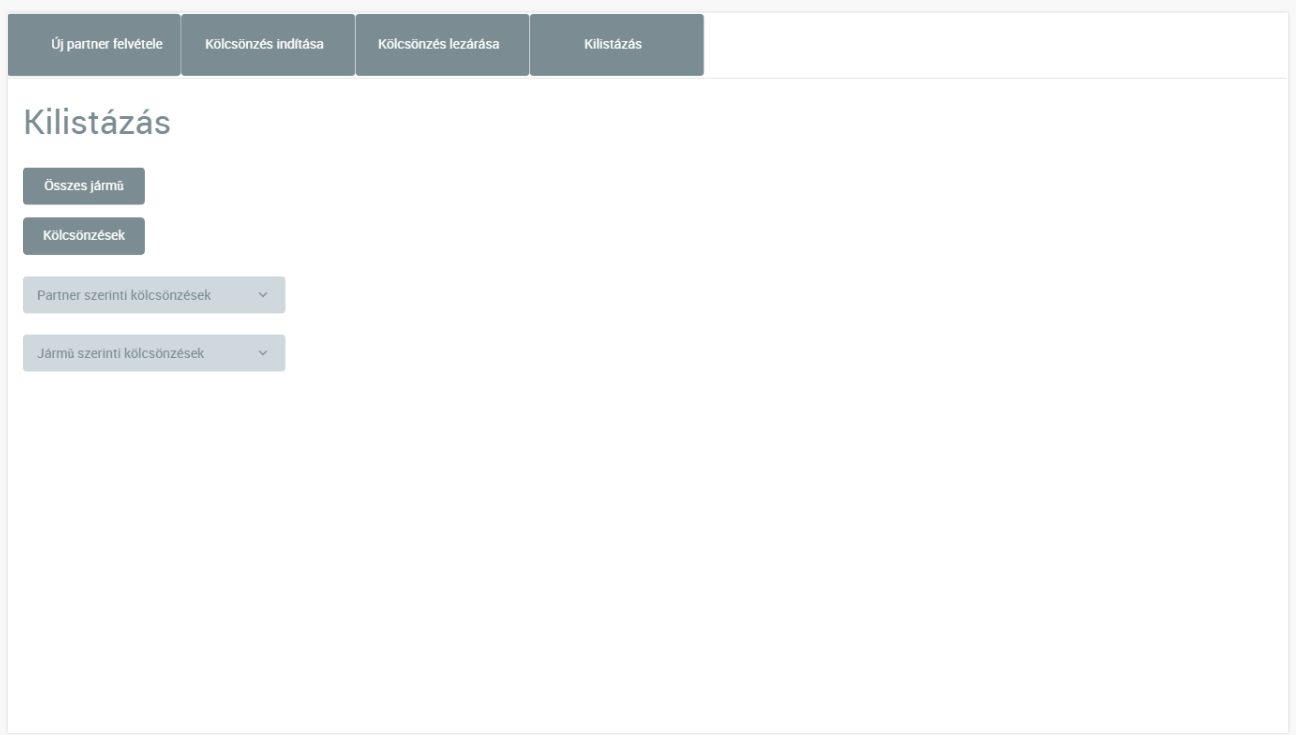 Új partner felvétele
Kölcsönzés indítása
Kölcsönzés lezárása
Kilistázás
Kilistázás
Összes jármű
Kölcsönzések
Partner szerinti kölcsönzések
Jármű szerinti kölcsönzések